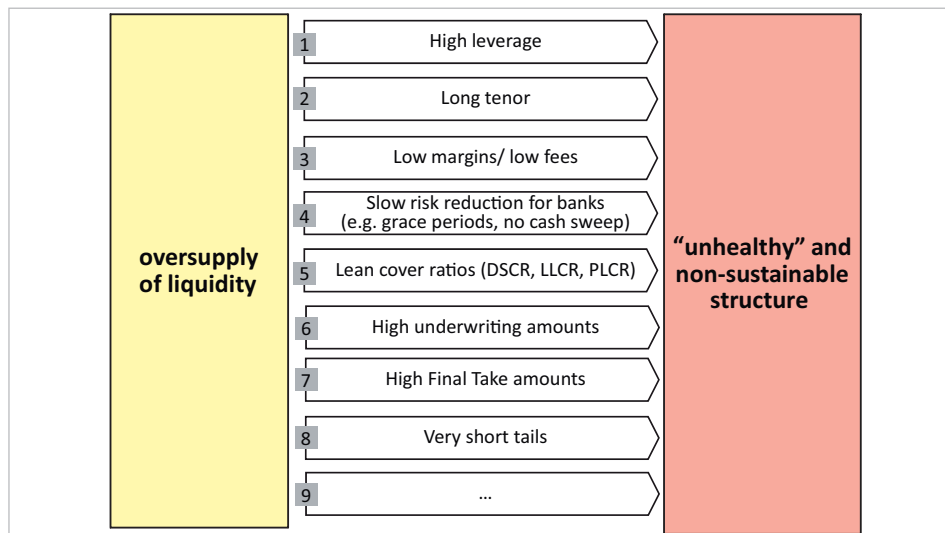 oversupply
of liquidity
1
High leverage
2
Long tenor
3
Low margins/ low fees
4
Slow risk reduction for banks
(e.g. grace periods, no cash sweep)
5
Lean cover ratios (DSCR, LLCR, PLCR)
6
High underwriting amounts
7
High Final Take amounts
8
Very short tails
9
...
“unhealthy” and
non-sustainable
structure